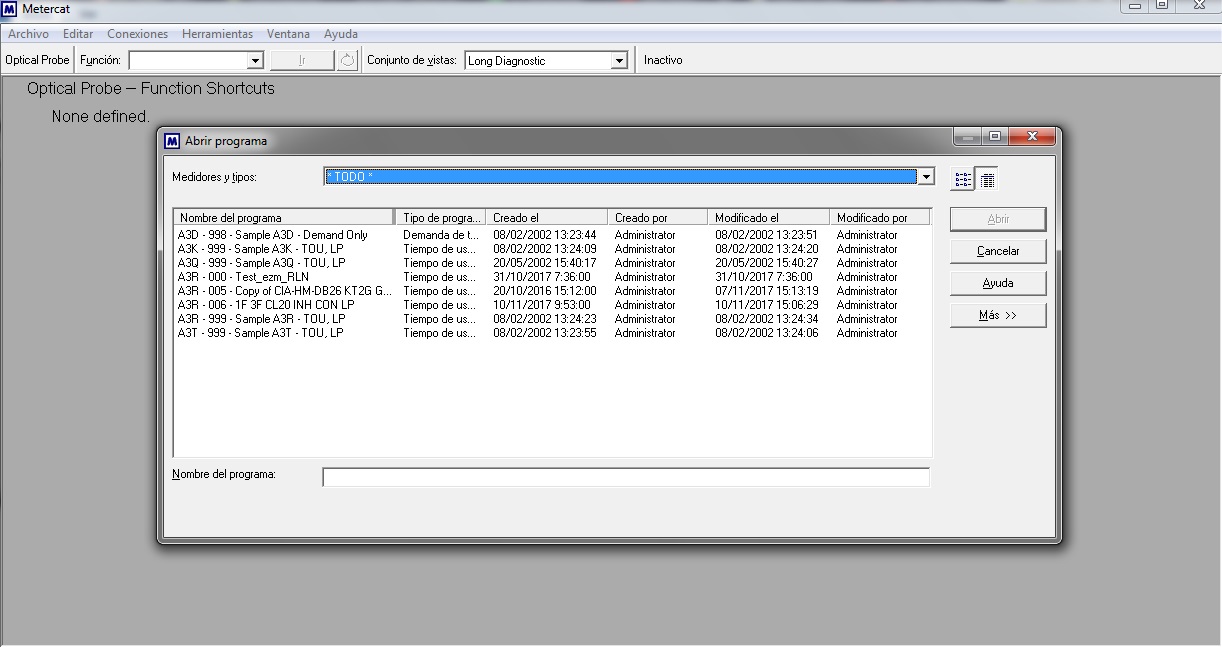 Metercat
Archivo Editar Conexiones Herramientas Ventana Ayuda
Optical Probe Función: Ir Conjunto de vistas: Long Diagnostic Inactivo
Optical Probe – Function Shortcuts
None defined.
Abrir programa
Medidores y tipos: * TODO *
Nombre del programa Tipo de progra... Creado el Creado por Modificado el Modificado por
A3D - 998 - Sample A3D - Demand Only Demanda de t... 08/02/2002 13:23:44 Administrator 08/02/2002 13:23:51 Administrator
A3K - 999 - Sample A3K - TOU, LP Tiempo de us... 08/02/2002 13:24:09 Administrator 08/02/2002 13:24:20 Administrator
A3Q - 999 - Sample A3Q - TOU, LP Tiempo de us... 20/05/2002 15:40:17 Administrator 20/05/2002 15:40:27 Administrator
A3R - 000 - Test_ezm_RLN Tiempo de us... 31/10/2017 7:36:00 Administrator 31/10/2017 7:36:00 Administrator
A3R - 005 - Copy of CIA-HM-DB26 KT2G G... Tiempo de us... 20/10/2016 15:12:00 Administrator 07/11/2017 15:13:19 Administrator
A3R - 006 - 1F 3F CL20 INH CON LP Tiempo de us... 10/11/2017 9:53:00 Administrator 10/11/2017 15:06:29 Administrator
A3R - 999 - Sample A3R - TOU, LP Tiempo de us... 08/02/2002 13:24:23 Administrator 08/02/2002 13:24:34 Administrator
A3T - 999 - Sample A3T - TOU, LP Tiempo de us... 08/02/2002 13:23:55 Administrator 08/02/2002 13:24:06 Administrator
Abrir
Cancelar
Ayuda
Más >>
Nombre del programa: